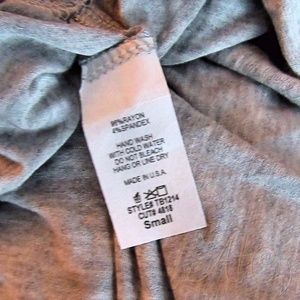 96%RAYON
4%SPANDEX
HAND WASH
WITH COLD WATER
DO NOT BLEACH
HANG OR LINE DRY
MADE IN U.S.A.
STYLE# TB1214
CUT# 4818
Small